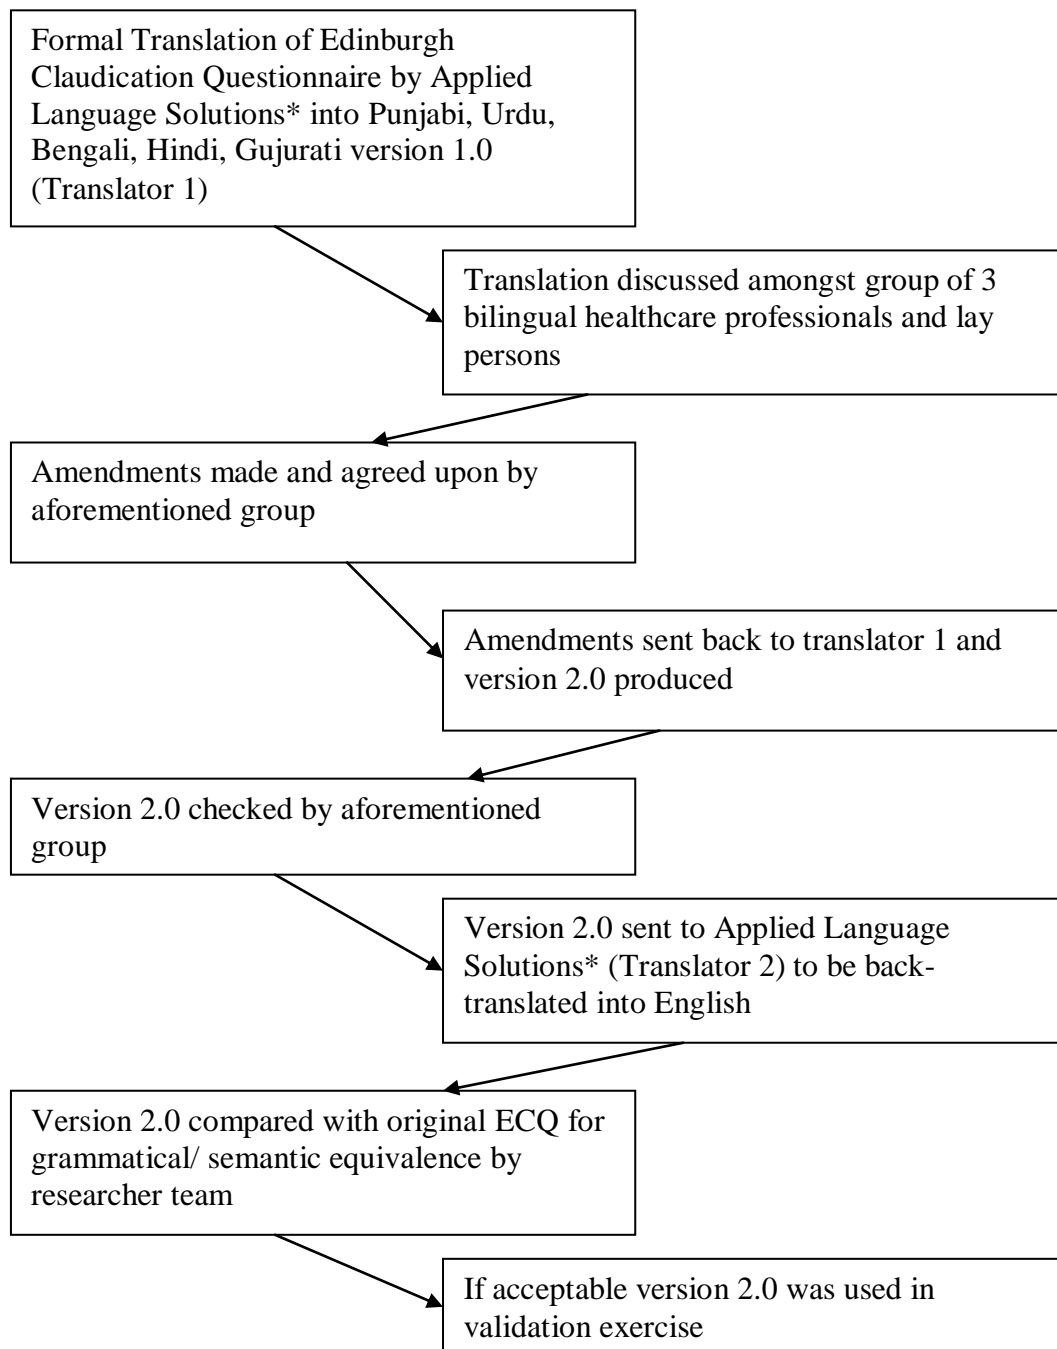 Formal Translation of Edinburgh
Claudication Questionnaire by Applied
Language Solutions* into Punjabi, Urdu,
Bengali, Hindi, Gujurati version 1.0
(Translator 1)
Translation discussed amongst group of 3
bilingual healthcare professionals and lay
persons
Amendments made and agreed upon by
aforementioned group
Amendments sent back to translator 1 and
version 2.0 produced
Version 2.0 checked by aforementioned
group
Version 2.0 sent to Applied Language
Solutions* (Translator 2) to be back-
translated into English
Version 2.0 compared with original ECQ for
grammatical/ semantic equivalence by
researcher team
If acceptable version 2.0 was used in
validation exercise